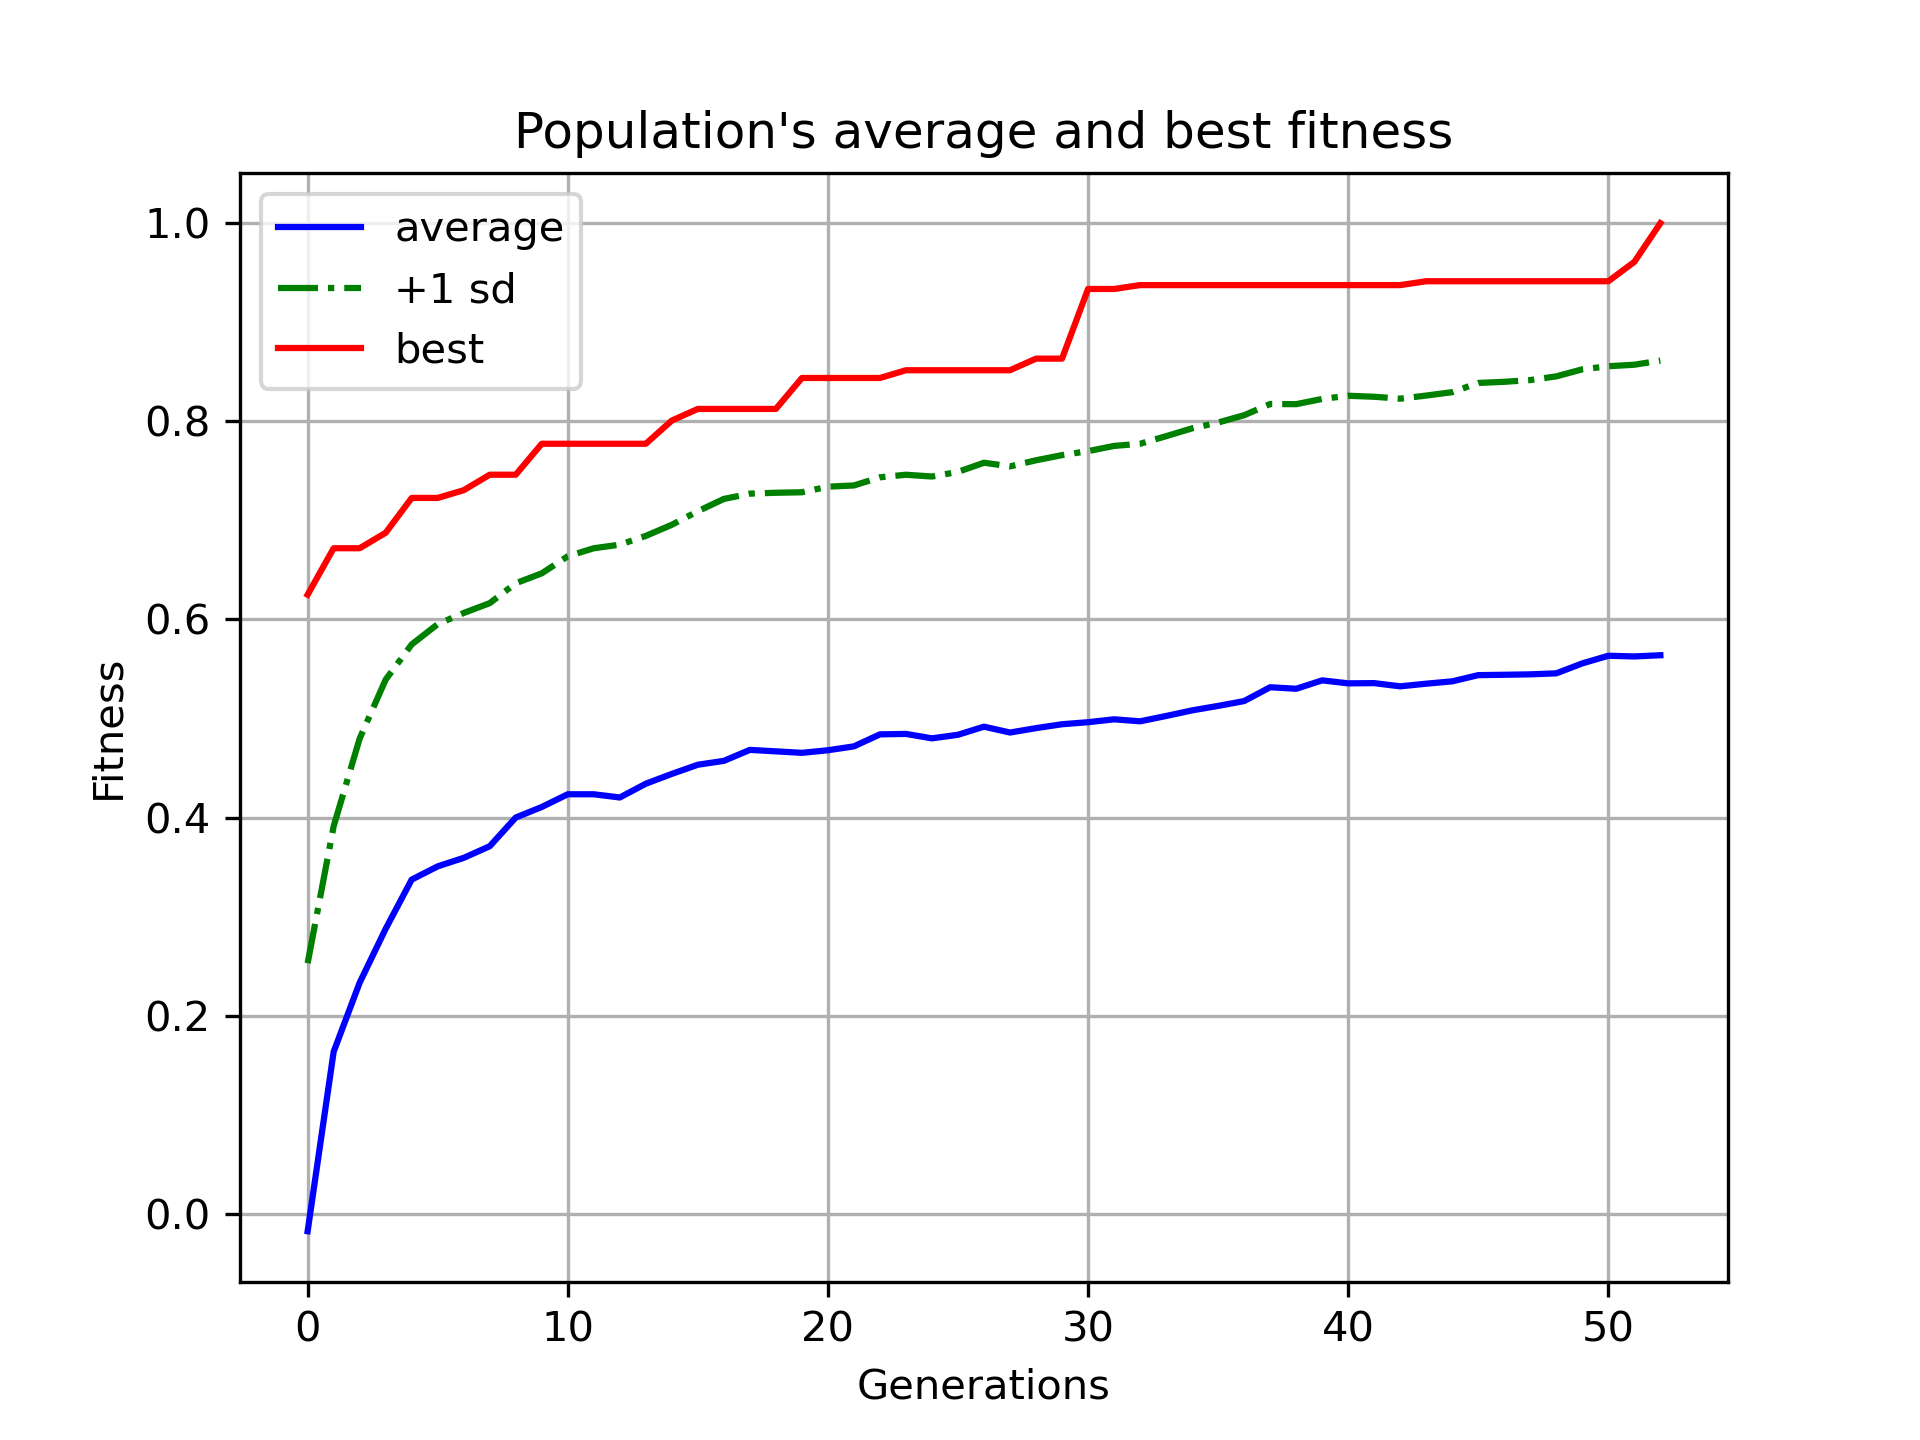 Population's average and best fitness
average
+1 sd
best
1.0
0.8
0.6
0.4
0.2
0.0
Fitness
0 10 20 30 40 50
Generations